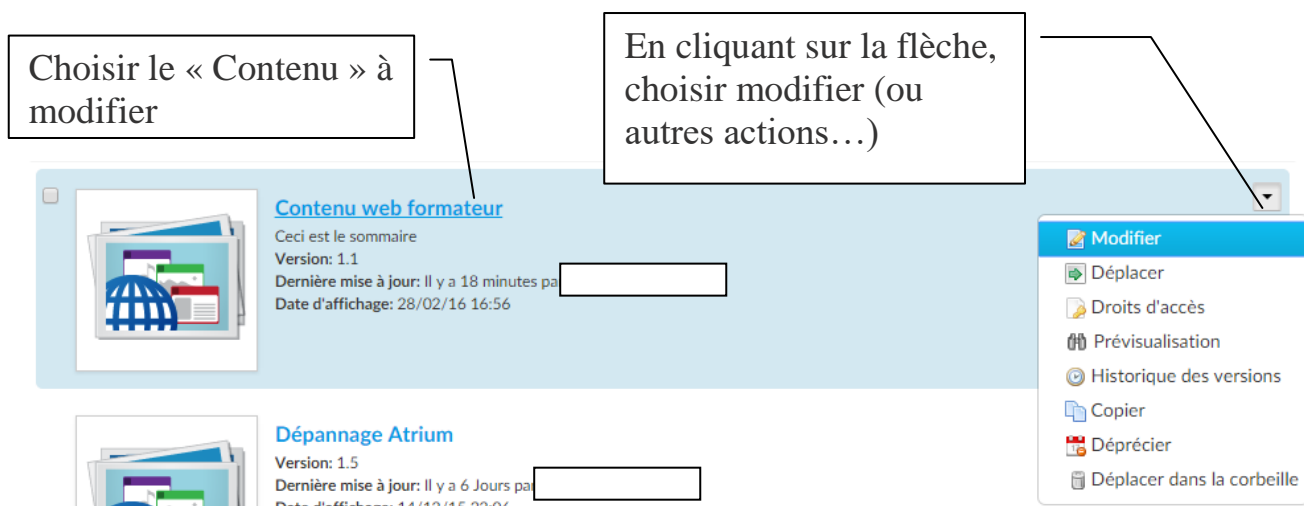 Choisir le « Contenu » à
modifier
En cliquant sur la flèche,
choisir modifier (ou
autres actions…)
Contenu web formateur
Ceci est le sommaire
Version: 1.1
Dernière mise à jour: Il y a 18 minutes pa
Date d'affichage: 28/02/16 16:56
Modifier
Déplacer
Droits d'accès
Prévisualisation
Historique des versions
Copier
Déprécier
Déplacer dans la corbeille
Dépannage Atrium
Version: 1.5
Dernière mise à jour: Il y a 6 Jours par